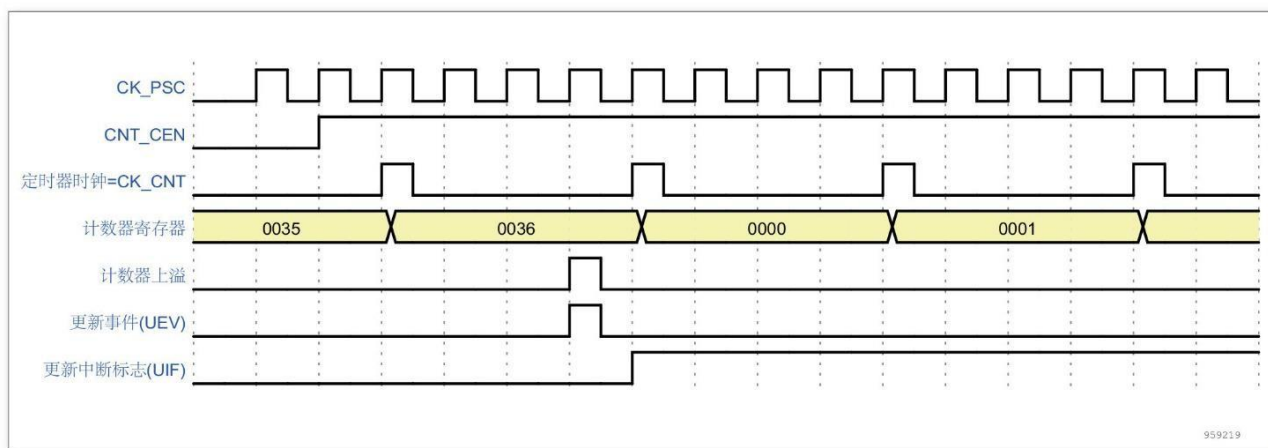 CK_PSC
CNT_CEN
定时器时钟=CK_CNT
计数器寄存器 0035 0036 0000 0001
计数器上溢
更新事件(UEV)
更新中断标志(UIF)
959219